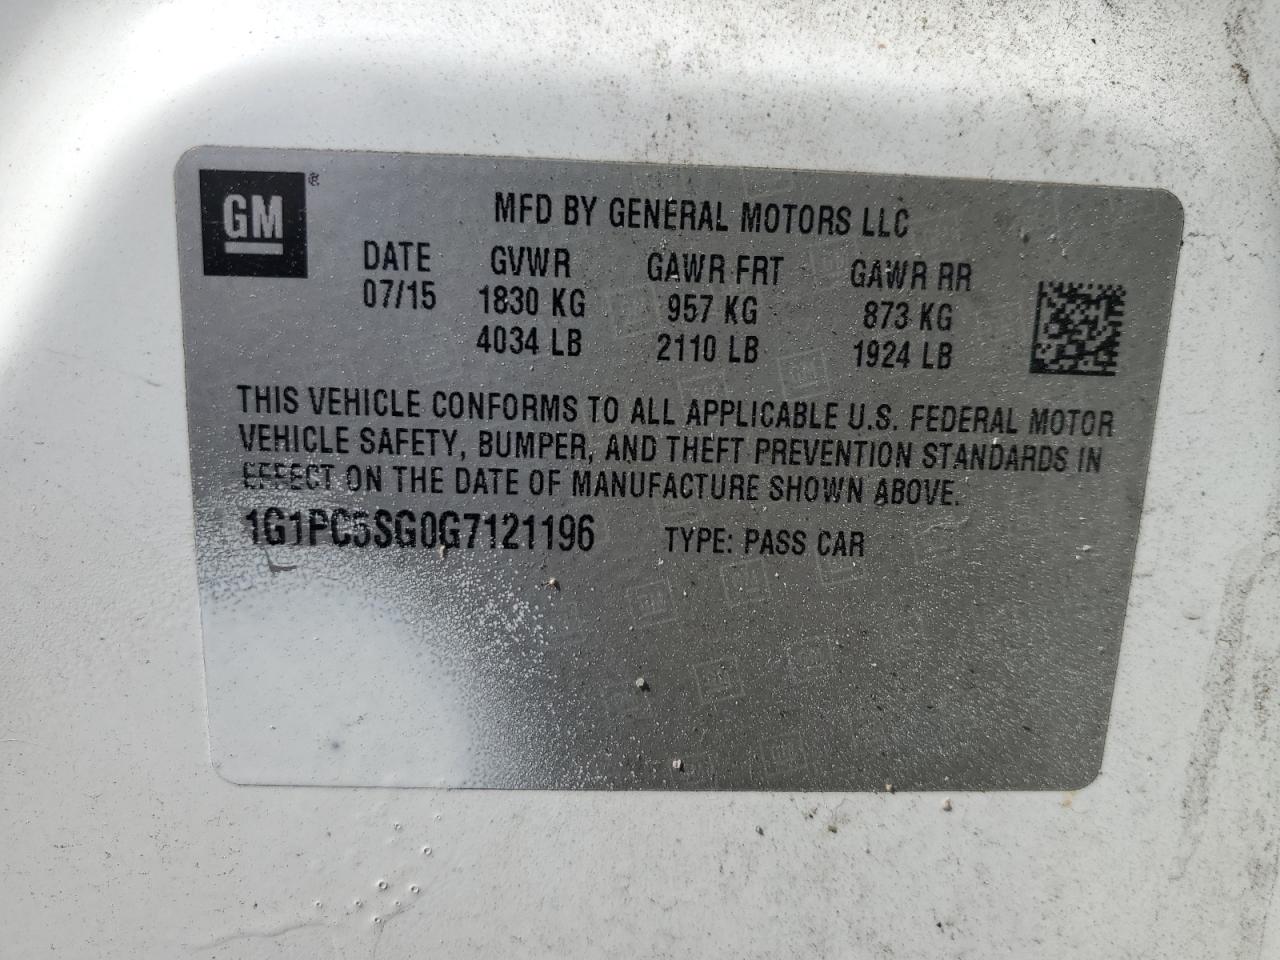 GM®
MFD BY GENERAL MOTORS LLC
DATE GVWR GAWR FRT GAWR RR
07/15 1830 KG 957 KG 873 KG
4034 LB 2110 LB 1924 LB
THIS VEHICLE CONFORMS TO ALL APPLICABLE U.S. FEDERAL MOTOR
VEHICLE SAFETY, BUMPER, AND THEFT PREVENTION STANDARDS IN
EFFECT ON THE DATE OF MANUFACTURE SHOWN ABOVE.
1G1PC5SG0G7121196 TYPE: PASS CAR